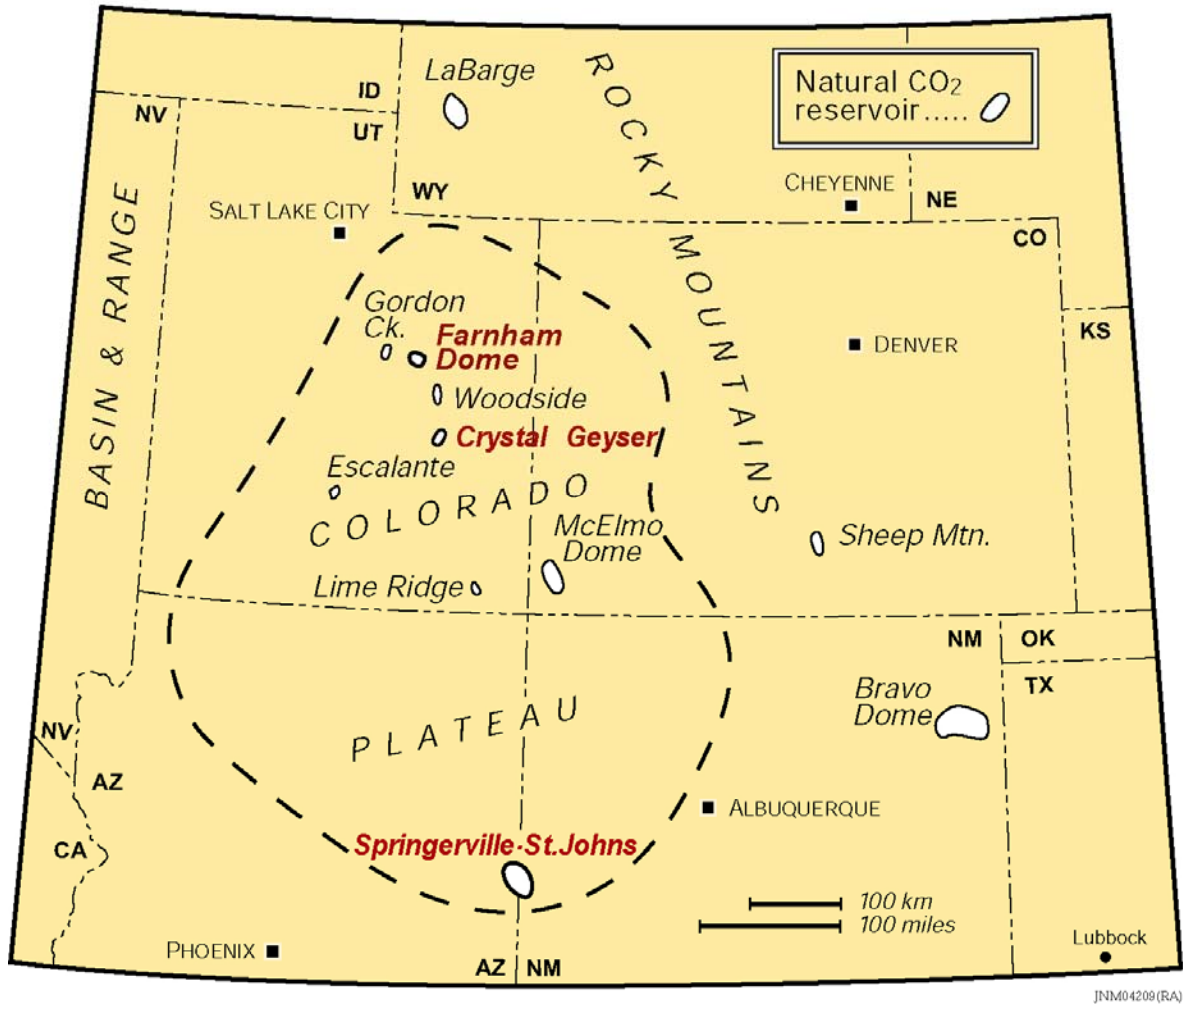 LaBarge
ROCKY MOUNTAINS
Natural CO₂
reservoir.....
ID
NV
UT
WY
CHEYENNE
NE
SALT LAKE CITY
CO
BASIN & RANGE
Gordon
Ck.
Farnham
Dome
KS
DENVER
Woodside
Crystal Geyser
Escalante
COLORADO
McElmo
Dome
Sheep Mtn.
Lime Ridge
NM
OK
TX
Bravo
Dome
PLATEAU
NV
AZ
ALBUQUERQUE
CA
Springerville-St.Johns
100 km
100 miles
PHOENIX
Lubbock
AZ
NM
JNM04209(RA)